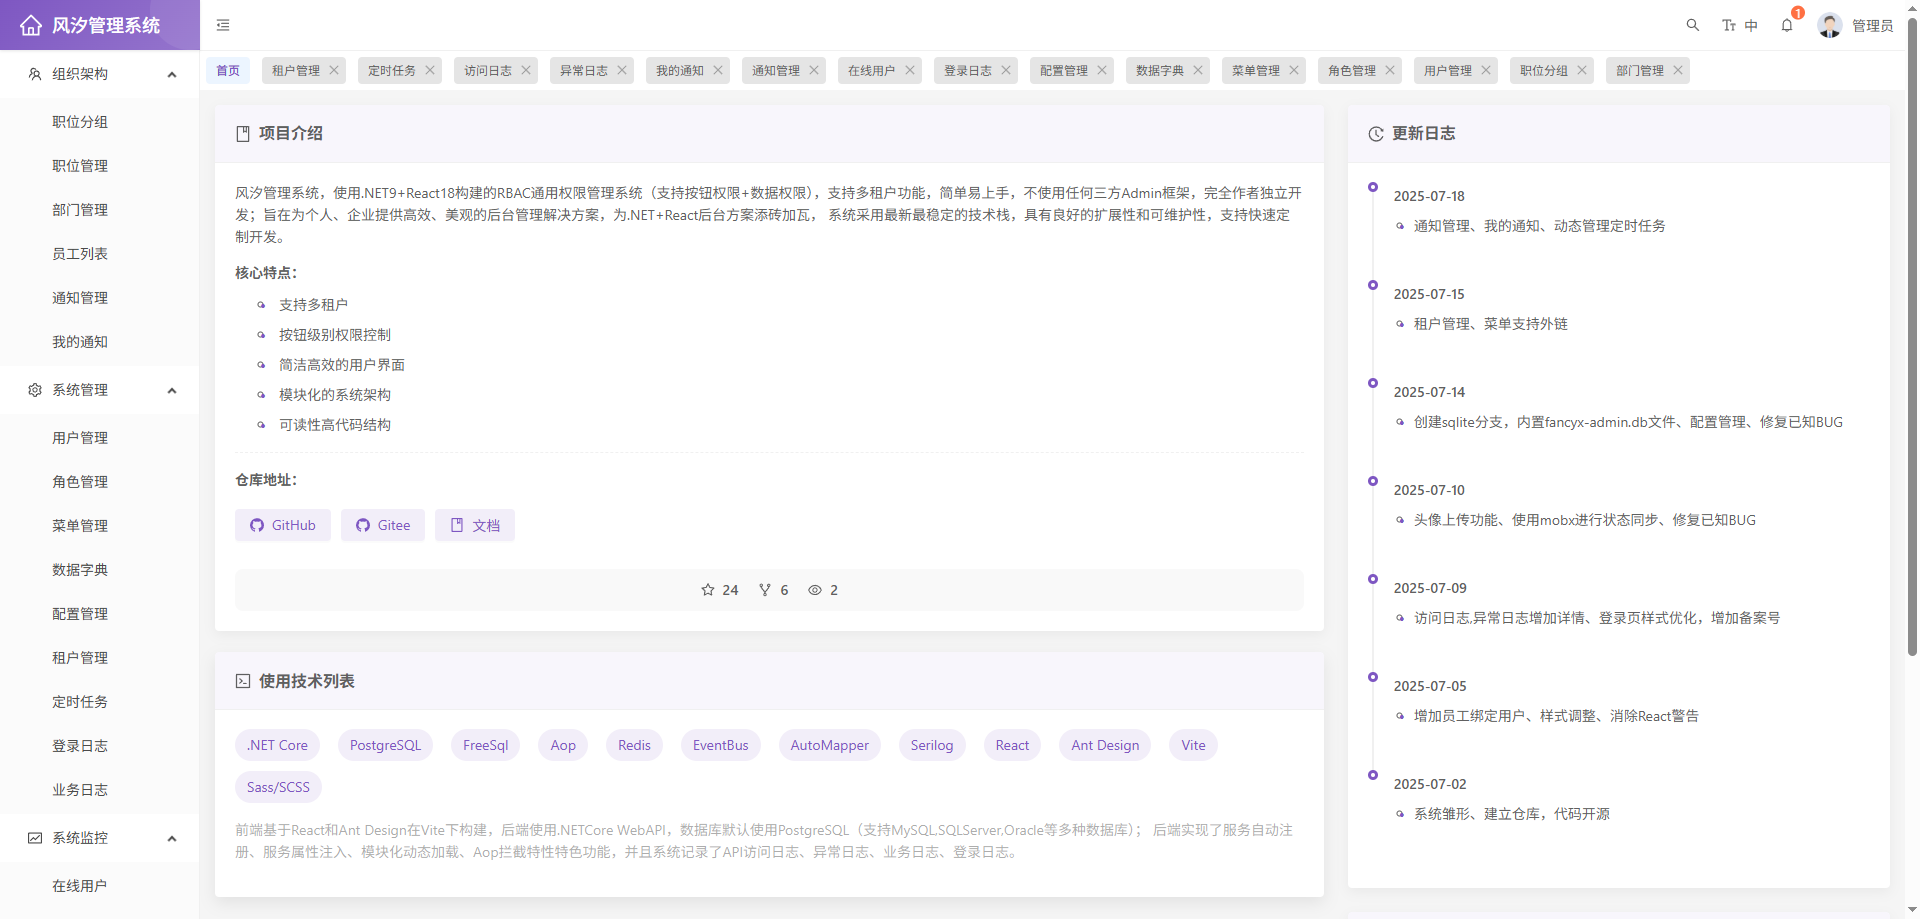 风汐管理系统
中
1
管理员
首页 租户管理 定时任务 访问日志 异常日志 我的通知 通知管理 在线用户 登录日志 配置管理 数据字典 菜单管理 角色管理 用户管理 职位分组 部门管理
组织架构
职位分组
职位管理
部门管理
员工列表
通知管理
我的通知
系统管理
用户管理
角色管理
菜单管理
数据字典
配置管理
租户管理
定时任务
登录日志
业务日志
系统监控
在线用户
项目介绍
风汐管理系统，使用.NET9+React18构建的RBAC通用权限管理系统（支持按钮权限+数据权限），支持多租户功能，简单易上手，不使用任何三方Admin框架，完全作者独立开
发；旨在为个人、企业提供高效、美观的后台管理解决方案，为.NET+React后台方案添砖加瓦， 系统采用最新最稳定的技术栈，具有良好的扩展性和可维护性，支持快速定
制开发。
核心特点：
支持多租户
按钮级别权限控制
简洁高效的用户界面
模块化的系统架构
可读性高代码结构
仓库地址：
GitHub Gitee 文档
24 6 2
使用技术列表
.NET Core PostgreSQL FreeSql Aop Redis EventBus AutoMapper Serilog React Ant Design Vite
Sass/SCSS
前端基于React和Ant Design在Vite下构建，后端使用.NETCore WebAPI，数据库默认使用PostgreSQL（支持MySQL,SQLServer,Oracle等多种数据库）； 后端实现了服务自动注
册、服务属性注入、模块化动态加载、Aop拦截特性特色功能，并且系统记录了API访问日志、异常日志、业务日志、登录日志。
更新日志
2025-07-18
通知管理、我的通知、动态管理定时任务
2025-07-15
租户管理、菜单支持外链
2025-07-14
创建sqlite分支，内置fancyx-admin.db文件、配置管理、修复已知BUG
2025-07-10
头像上传功能、使用mobx进行状态同步、修复已知BUG
2025-07-09
访问日志,异常日志增加详情、登录页样式优化，增加备案号
2025-07-05
增加员工绑定用户、样式调整、消除React警告
2025-07-02
系统雏形、建立仓库，代码开源